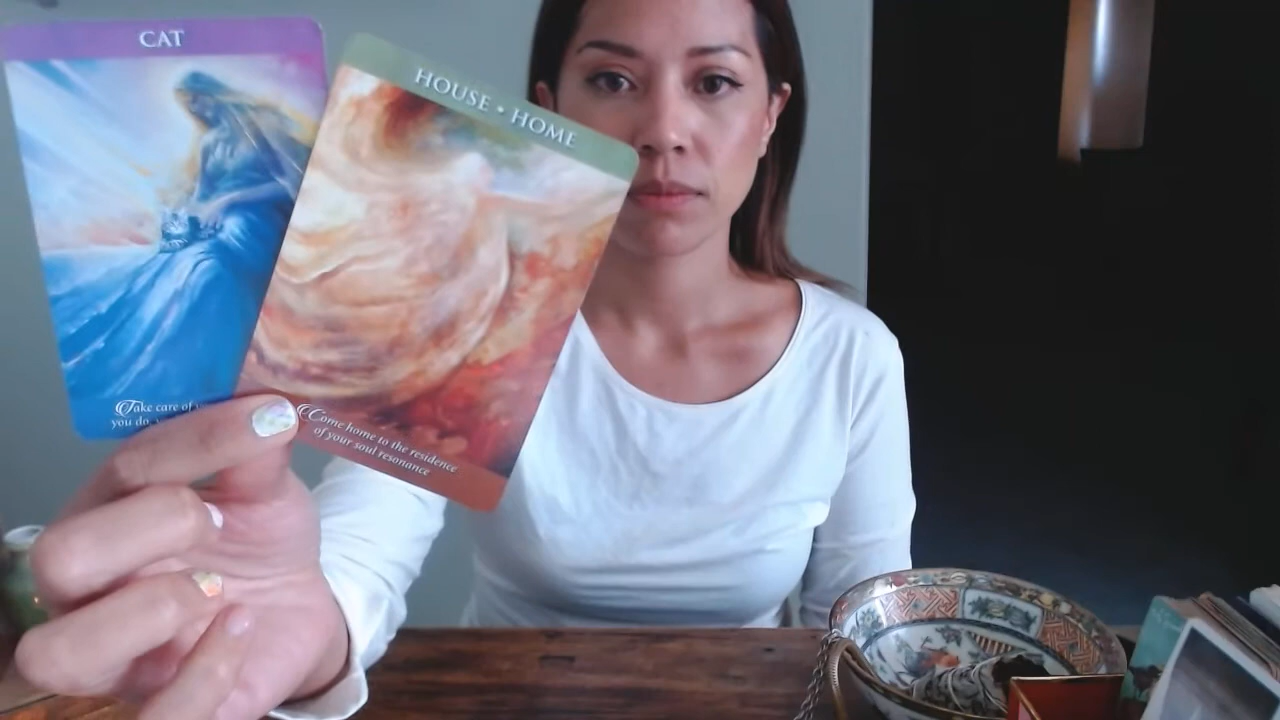 CAT
Take care of
you do
HOUSE • HOME
Come home to the residence
of your soul resonance